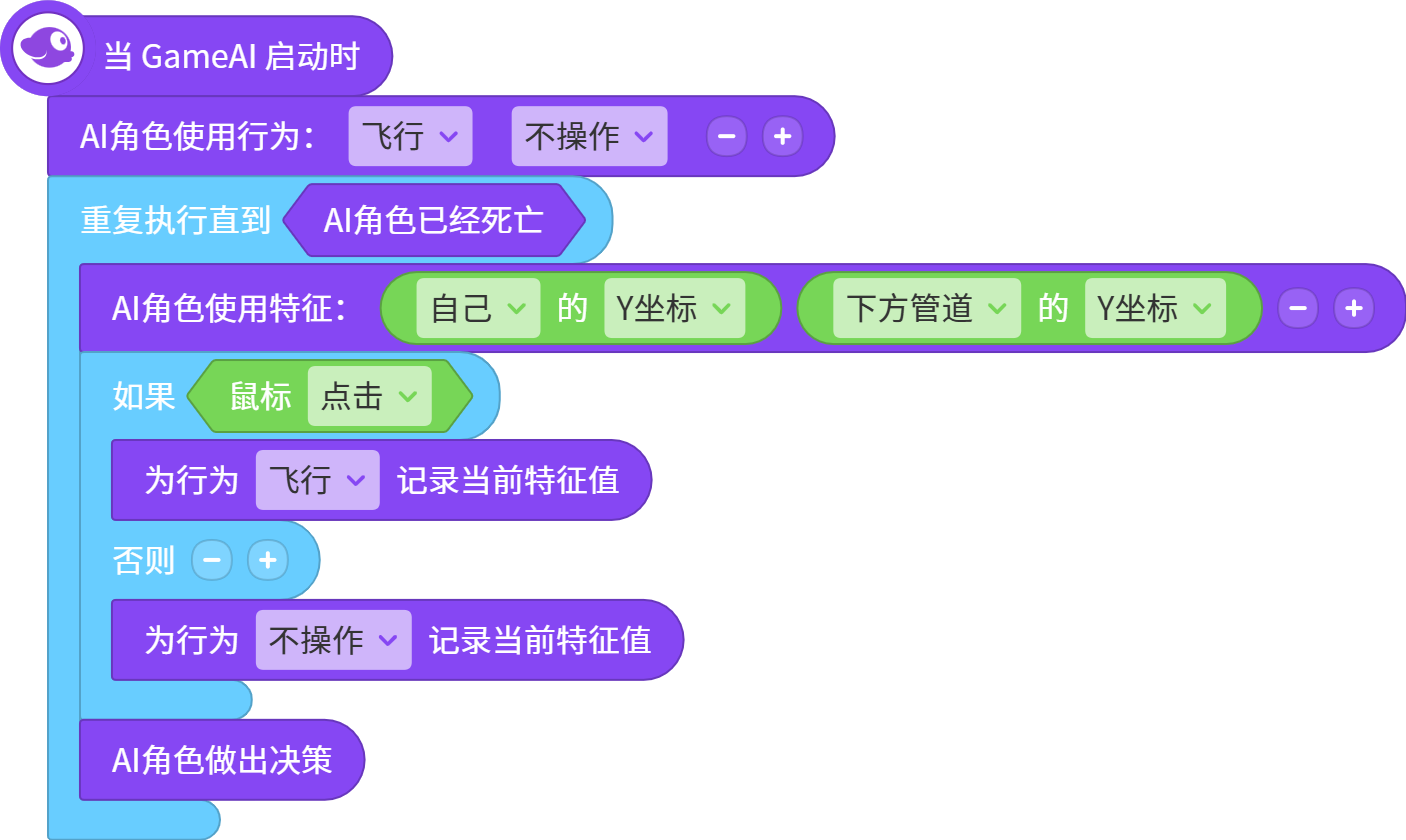 当 GameAI 启动时
AI角色使用行为： 飞行 不操作
重复执行直到 AI角色已经死亡
AI角色使用特征： 自己 的 Y坐标 下方管道 的 Y坐标
如果 鼠标 点击
为行为 飞行 记录当前特征值
否则
为行为 不操作 记录当前特征值
AI角色做出决策